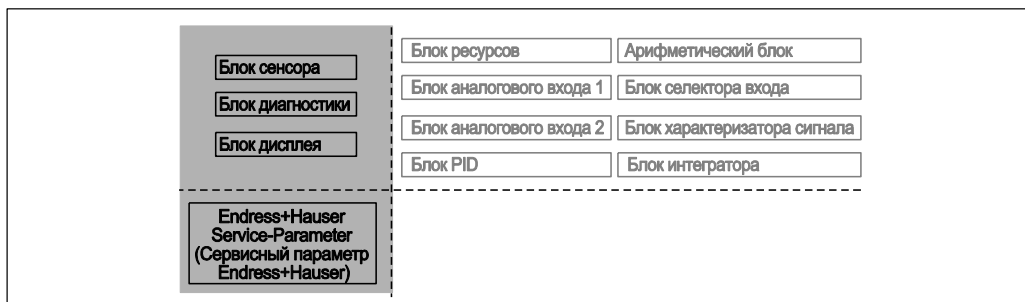 Блок сенсора
Блок диагностики
Блок дисплея
Блок ресурсов
Арифметический блок
Блок аналогового входа 1
Блок селектора входа
Блок аналогового входа 2
Блок характеризатора сигнала
Блок PID
Блок интегратора
Endress+Hauser
Service-Parameter
(Сервисный параметр
Endress+Hauser)